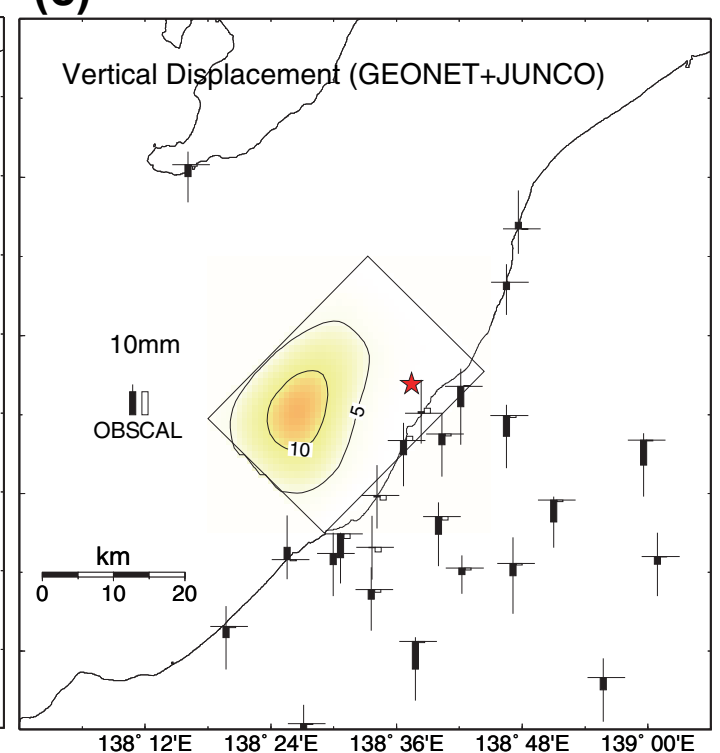 (c)
Vertical Displacement (GEONET+JUNCO)
10mm
OBSCAL
5
10
km
0 10 20
138°12'E 138°24'E 138°36'E 138°48'E 139°00'E